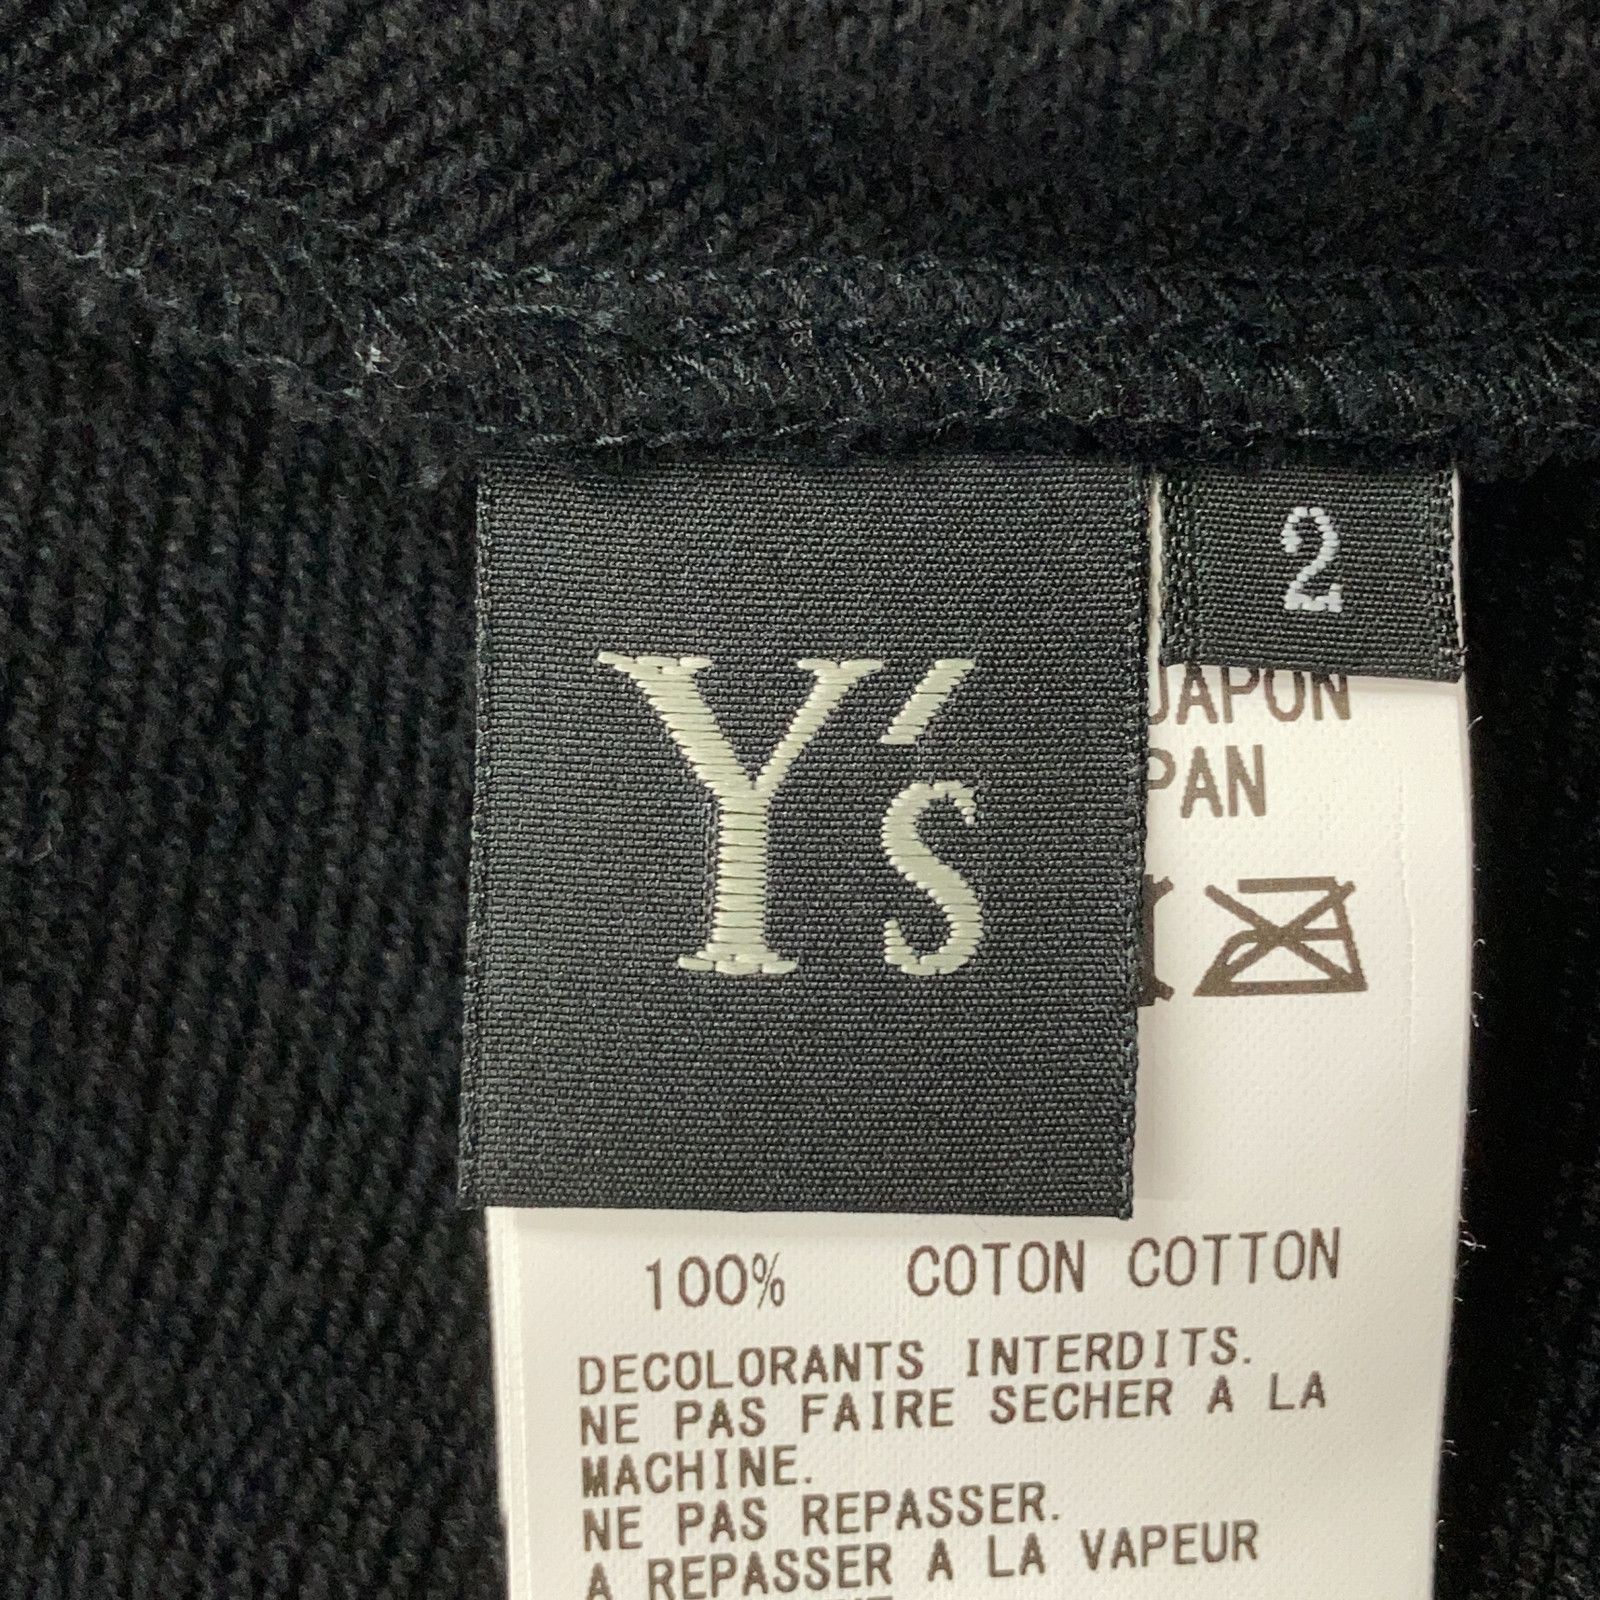 Y's
2
JAPON
PAN
100% COTON COTTON
DECOLORANTS INTERDITS.
NE PAS FAIRE SECHER A LA
MACHINE.
NE PAS REPASSER.
A REPASSER A LA VAPEUR